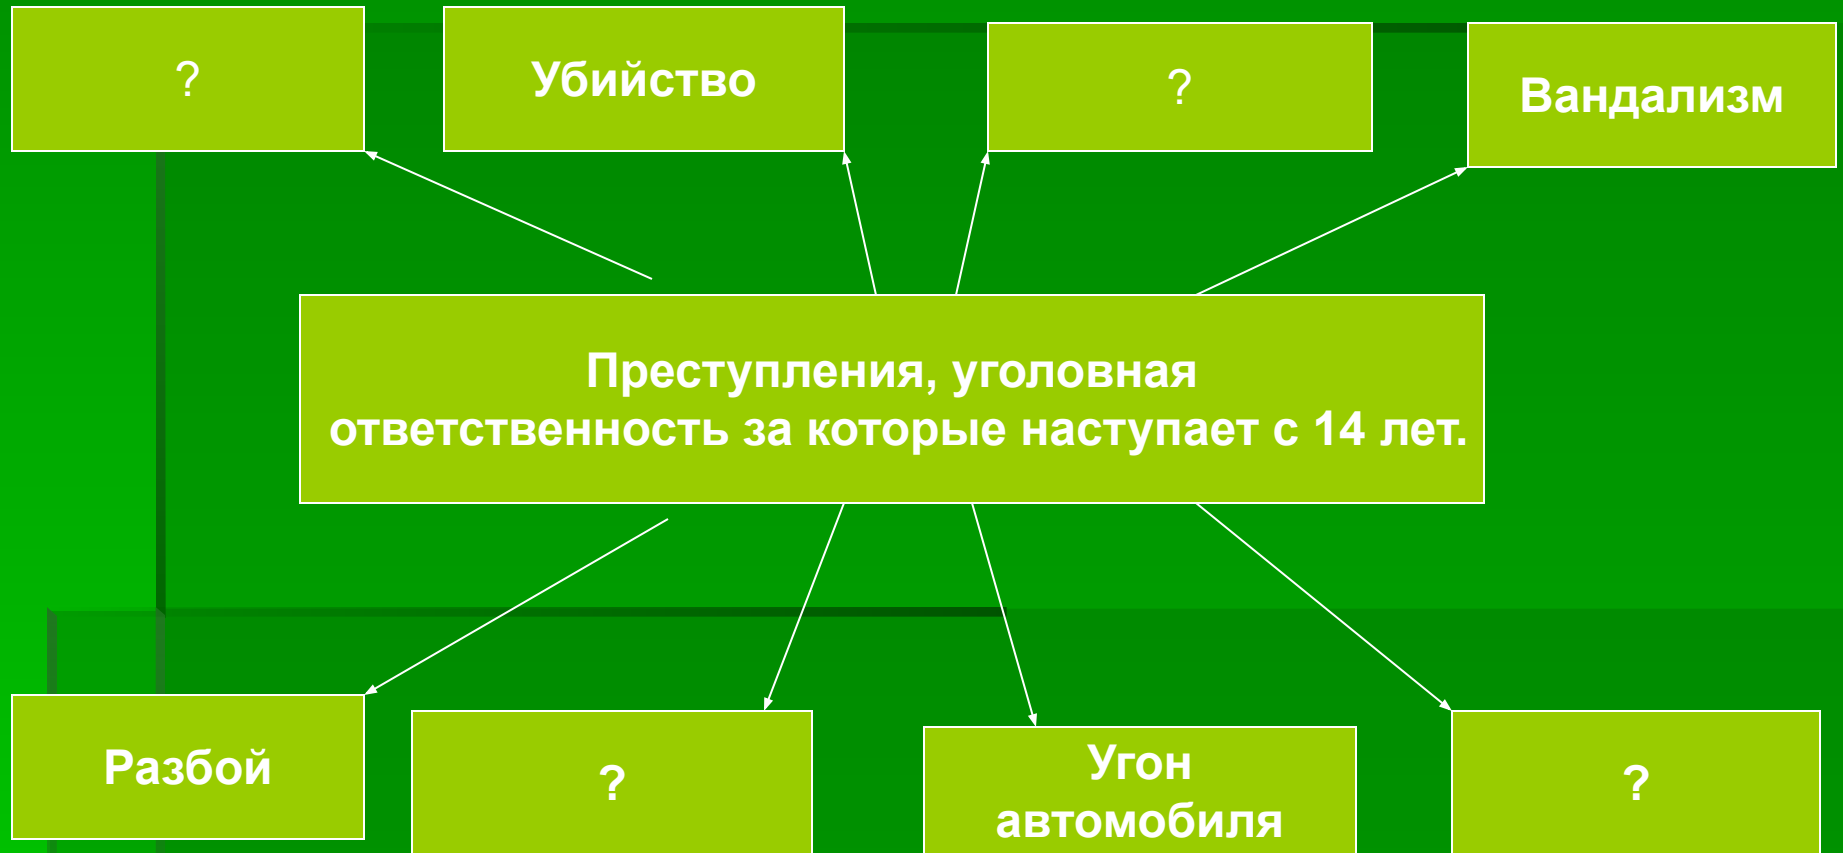 ?
Убийство
?
Вандализм
Преступления, уголовная
ответственность за которые наступает с 14 лет.
Разбой
?
Угон
автомобиля
?